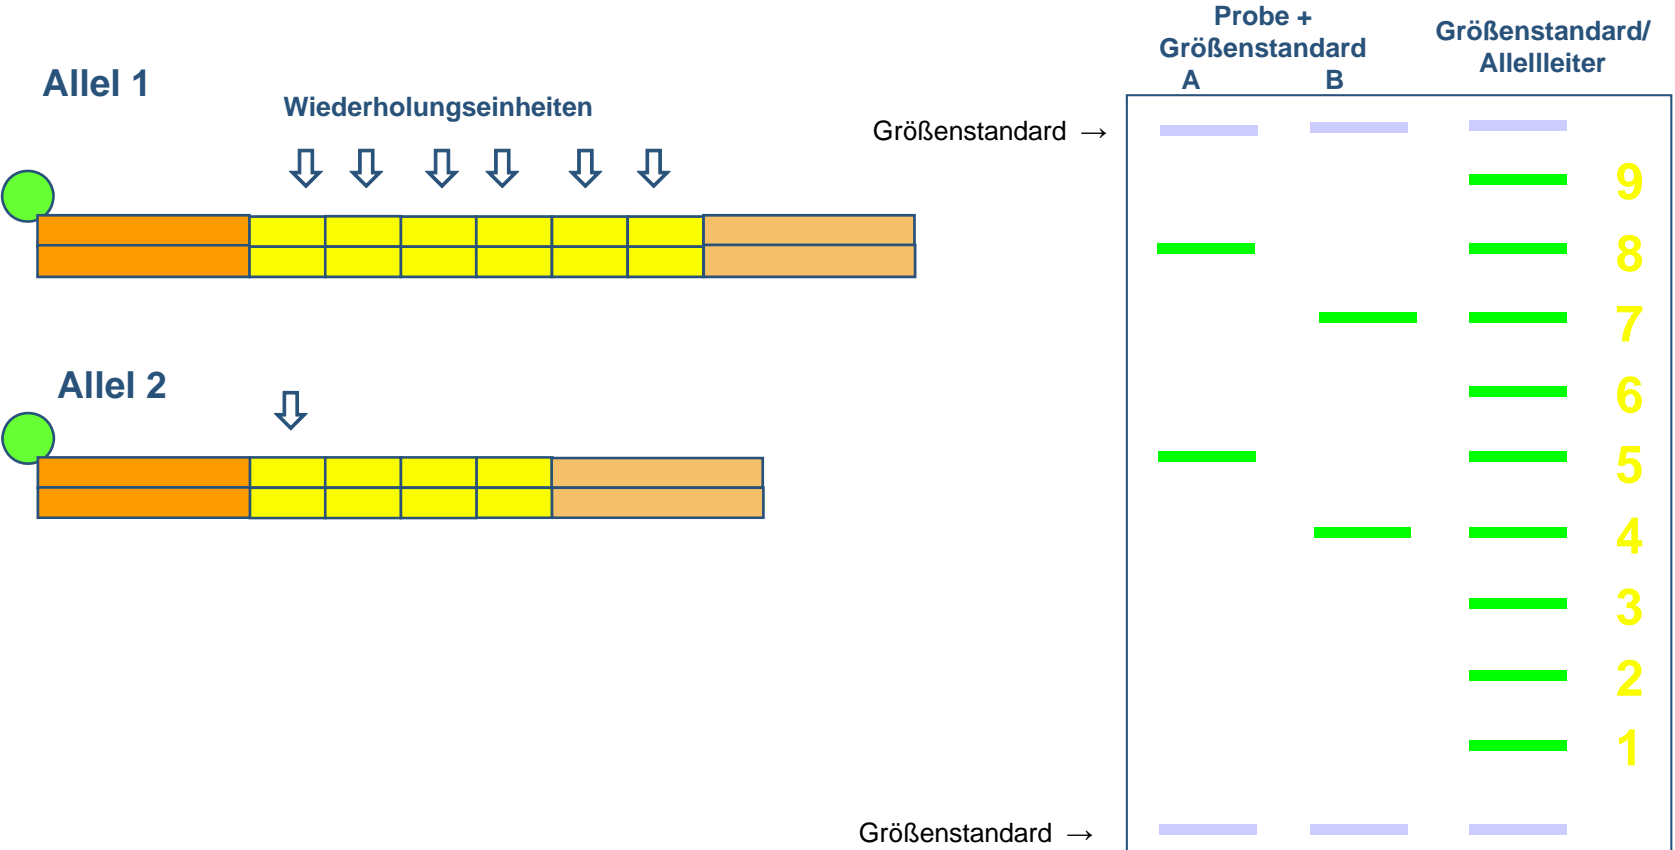 Allel 1
Wiederholungseinheiten
Allel 2
Probe +
Größenstandard
A B
Größenstandard/
Allellleiter
Größenstandard →
9
8
7
6
5
4
3
2
1
Größenstandard →